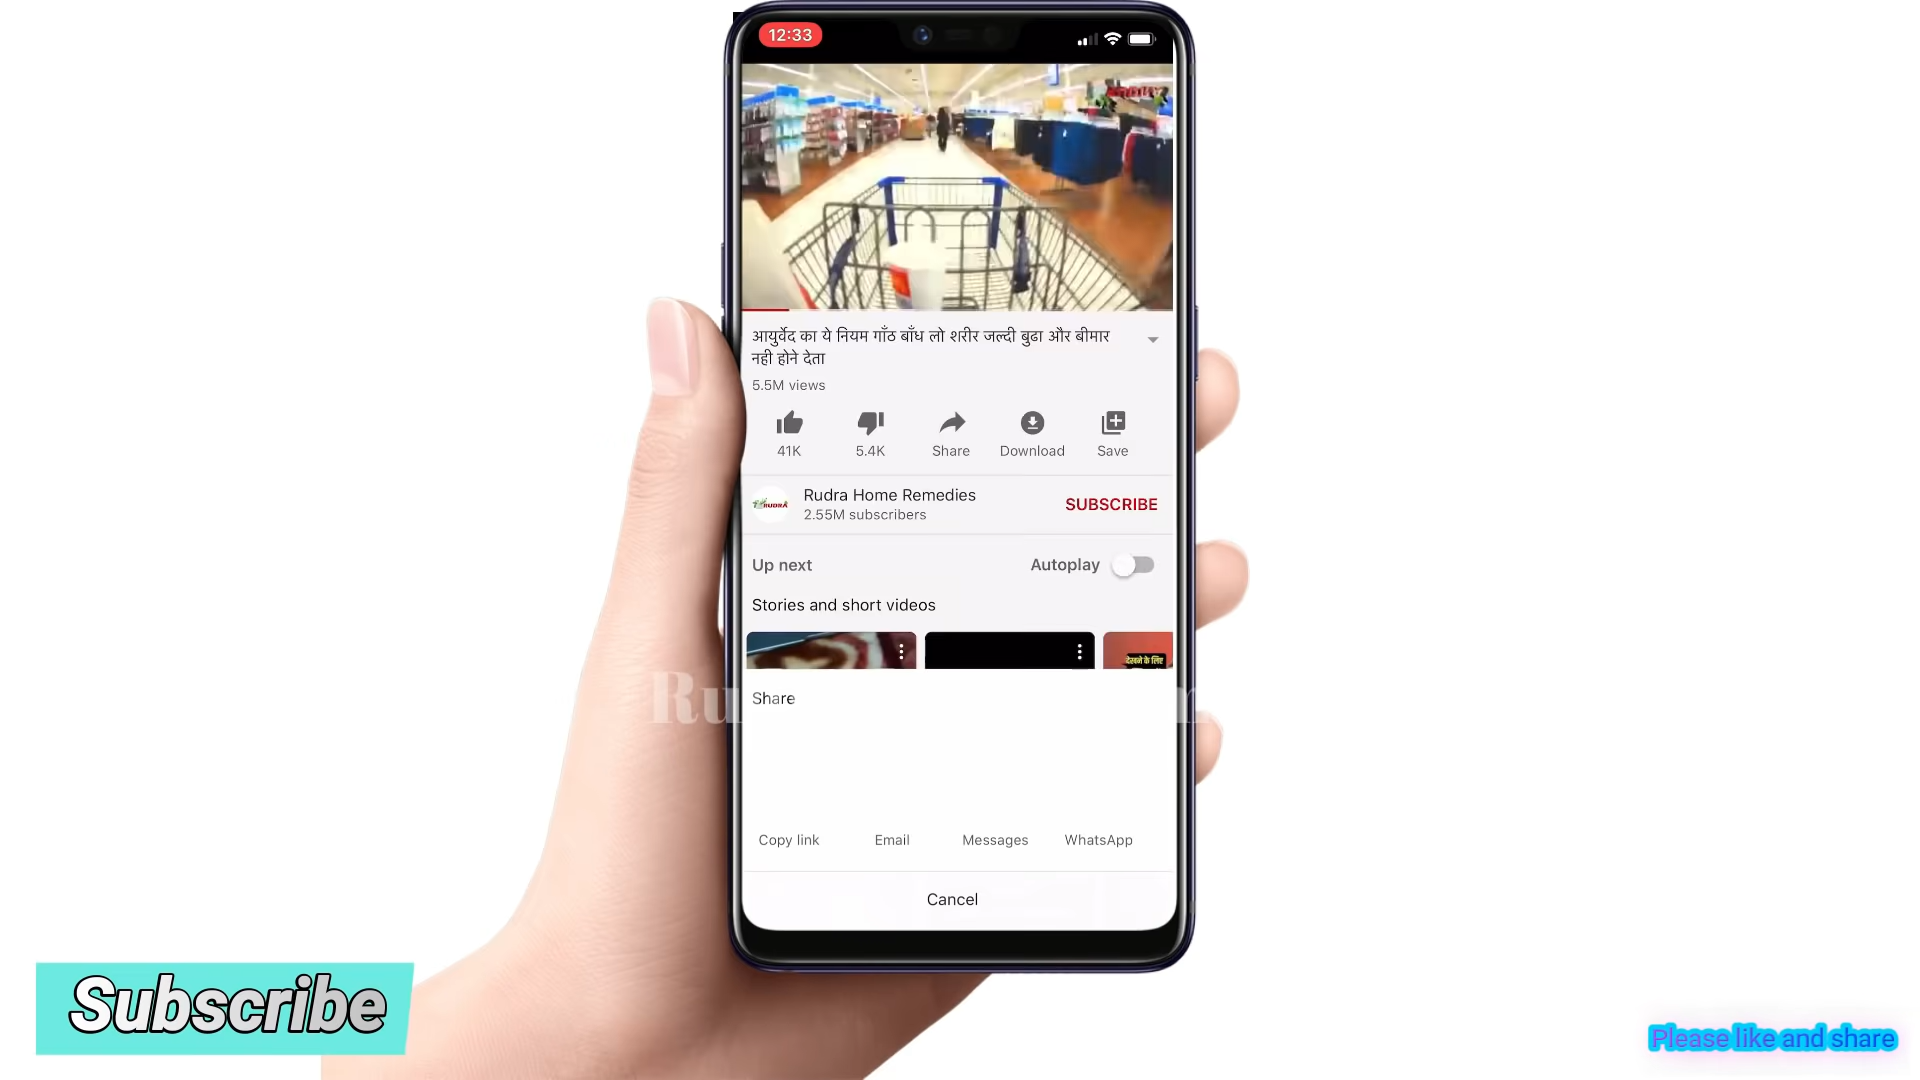 12:33
आयुर्वेद का ये नियम गाँठ बाँध लो शरीर जल्दी बुढा और बीमार
नही होने देता
5.5M views
41K
5.4K
Share
Download
Save
RUDRA
Rudra Home Remedies
2.55M subscribers
SUBSCRIBE
Up next
Autoplay
Stories and short videos
देखने के लिए
Share
Copy link
Email
Messages
WhatsApp
Cancel
Subscribe
Please like and share